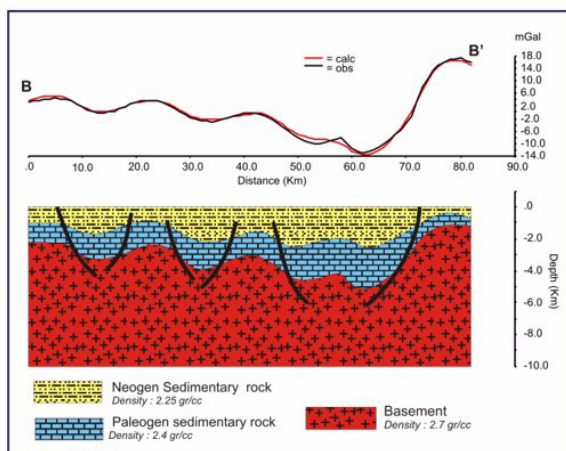 mGal
B
B'
= calc
= obs
18.0
14.0
10.0
6.0
2.0
-2.0
-6.0
-10.0
-14.0
.0 10.0 20.0 30.0 40.0 50.0 60.0 70.0 80.0 90.0
Distance (Km)
.0
-2.0
-4.0
-6.0
-8.0
-10.0
Depth (Km)
Neogen Sedimentary rock
Density : 2.25 gr/cc
Paleogen sedimentary rock
Density : 2.4 gr/cc
Basement
Density : 2.7 gr/cc